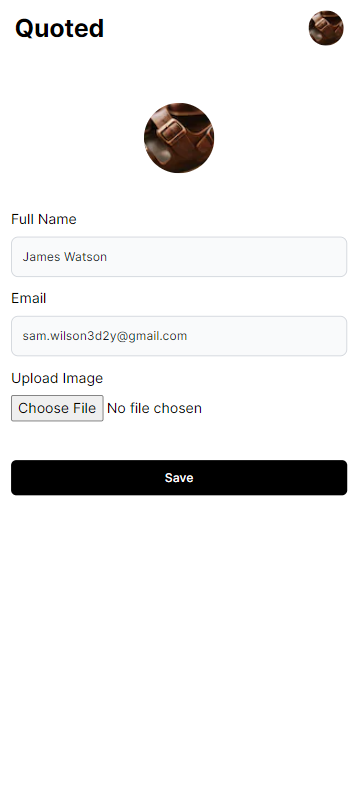 Quoted
Full Name
James Watson
Email
sam.wilson3d2y@gmail.com
Upload Image
Choose File No file chosen
Save